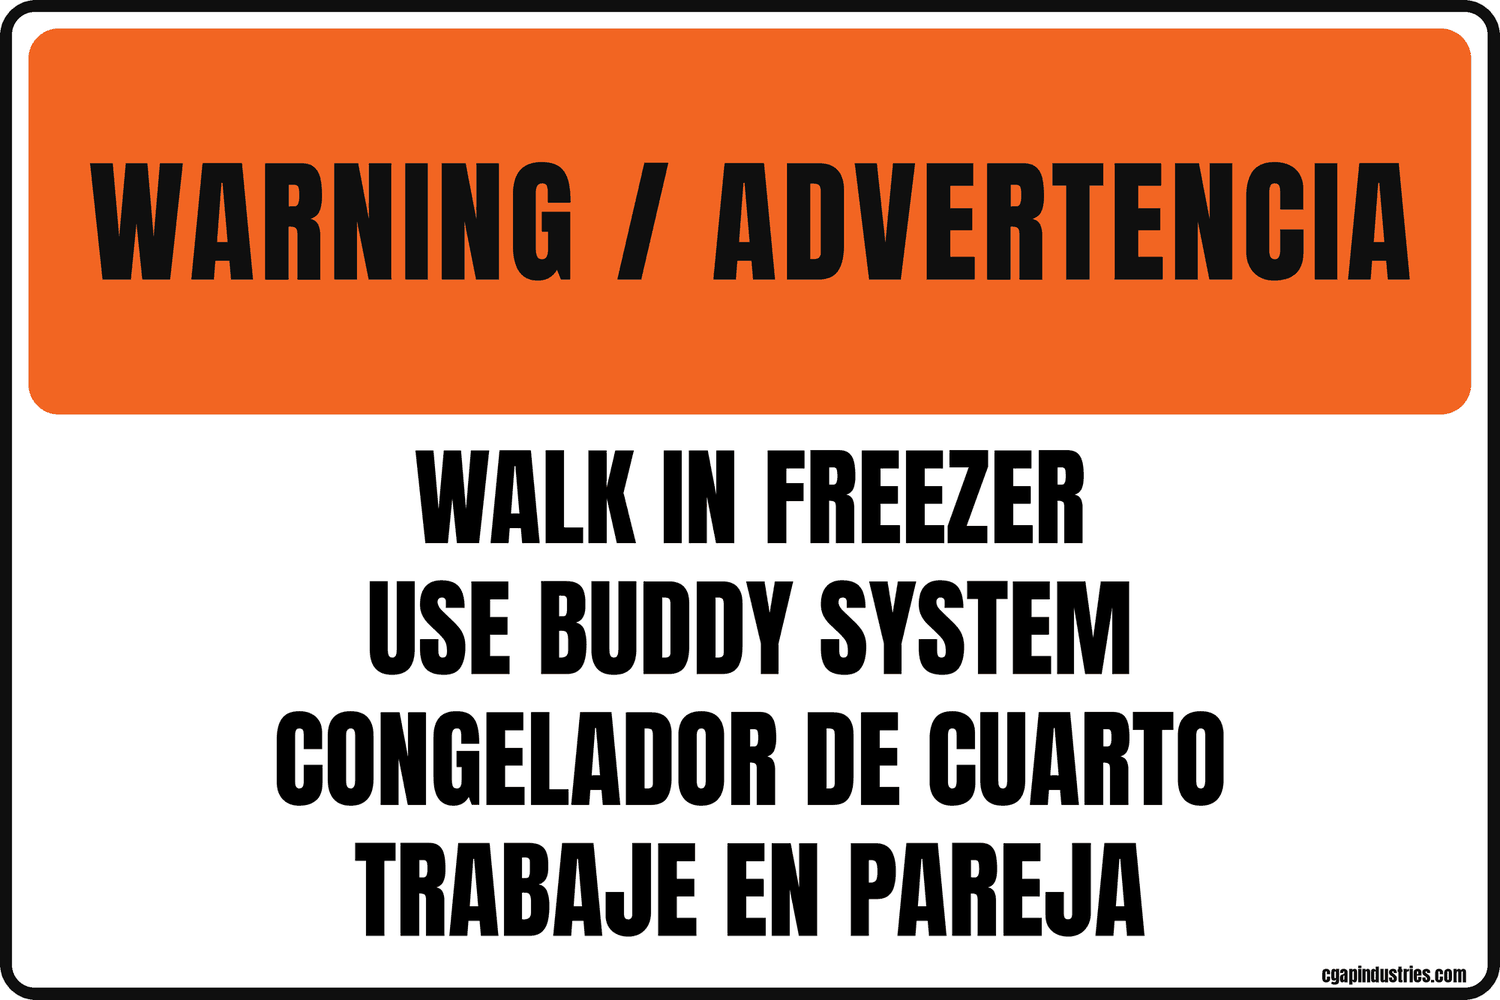 WARNING / ADVERTENCIA
WALK IN FREEZER
USE BUDDY SYSTEM
CONGELADOR DE CUARTO
TRABAJE EN PAREJA
cgapindustries.com